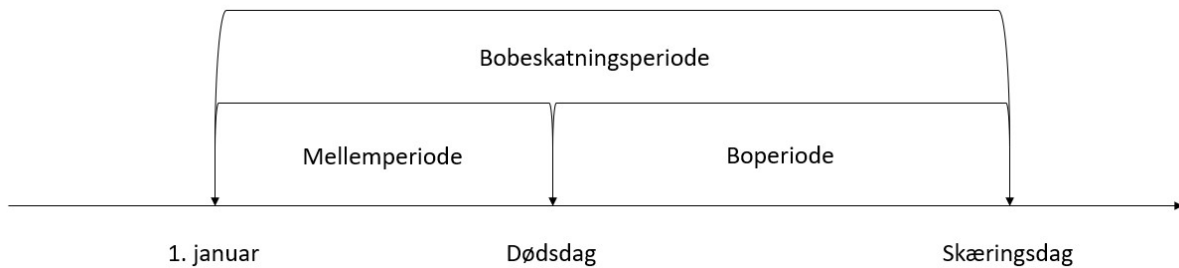 Bobeskatningsperiode
Mellemperiode
Boperiode
1. januar
Dødsdag
Skæringsdag